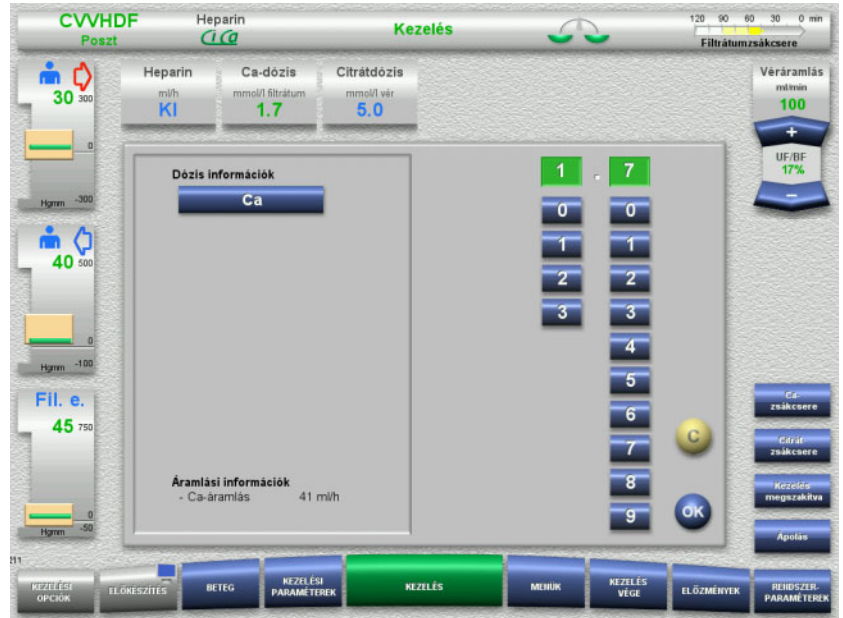 CVVHDF
Poszt
Heparin
CiCa
Kezelés
120 90 60 30 0 min
Filtrátumzsákcsere
30 300
0
Hgmm -300
40 500
0
Hgmm -100
Fil. e.
45 750
0
Hgmm -50
Heparin
ml/h
KI
Ca-dózis
mmol/l filtrátum
1.7
Citrátdózis
mmol/l vér
5.0
Véráramlás
ml/min
100
+
UF/BF
17%
−
Dózis információk
Ca
Áramlási információk
- Ca-áramlás 41 ml/h
1 . 7
0 0
1 1
2 2
3 3
4
5
6
7
8
9
C
OK
Ca-
zsákcsere
Citrát
zsákcsere
Kezelés
megszakítva
Ápolás
KEZELÉSI
OPCIÓK
ELŐKÉSZÍTÉS
BETEG
KEZELÉSI
PARAMÉTEREK
KEZELÉS
MENÜK
KEZELÉS
VÉGE
ELŐZMÉNYEK
RENDSZER-
PARAMÉTEREK